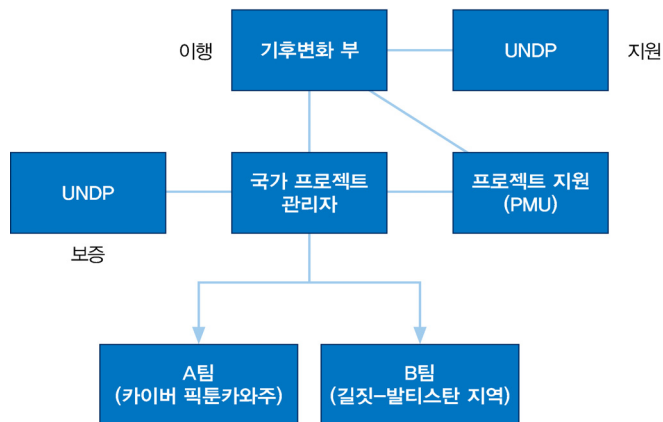 이행
기후변화 부
UNDP
지원
UNDP
보증
국가 프로젝트
관리자
프로젝트 지원
(PMU)
A팀
(카이버 픽툰카와주)
B팀
(길짓–발티스탄 지역)